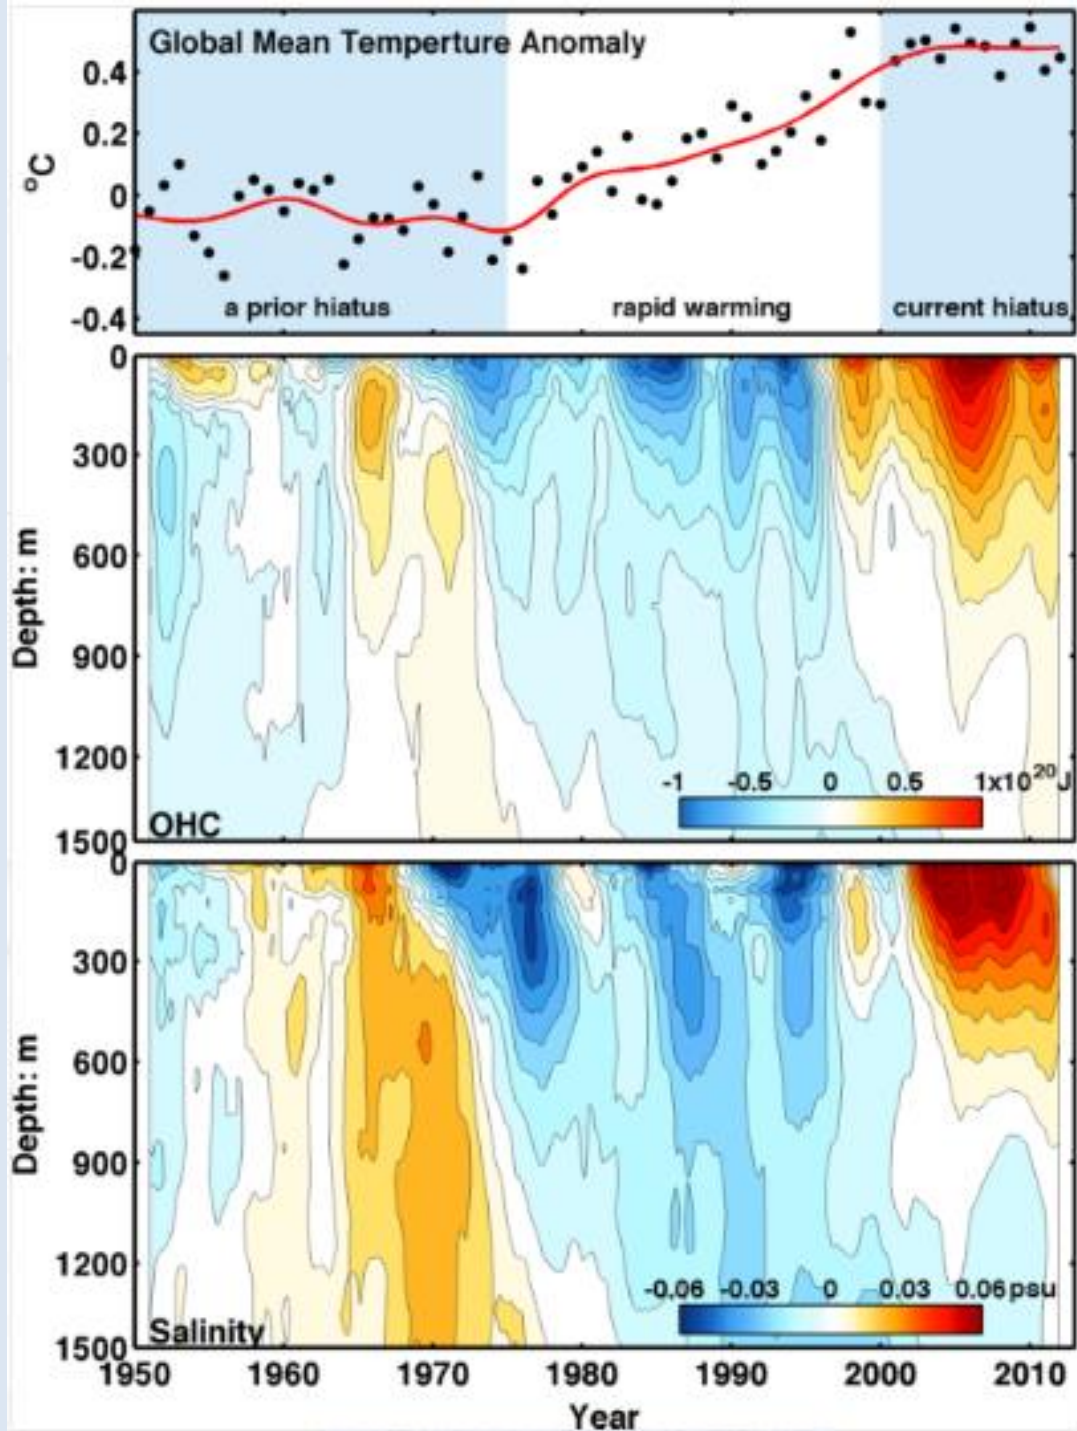 Global Mean Temperture Anomaly
0.4
0.2
0
-0.2
-0.4
°C
a prior hiatus
rapid warming
current hiatus
0
300
600
900
1200
1500
Depth: m
-1 -0.5 0 0.5 1x10²⁰J
OHC
0
300
600
900
1200
1500
Depth: m
-0.06 -0.03 0 0.03 0.06psu
Salinity
1950 1960 1970 1980 1990 2000 2010
Year